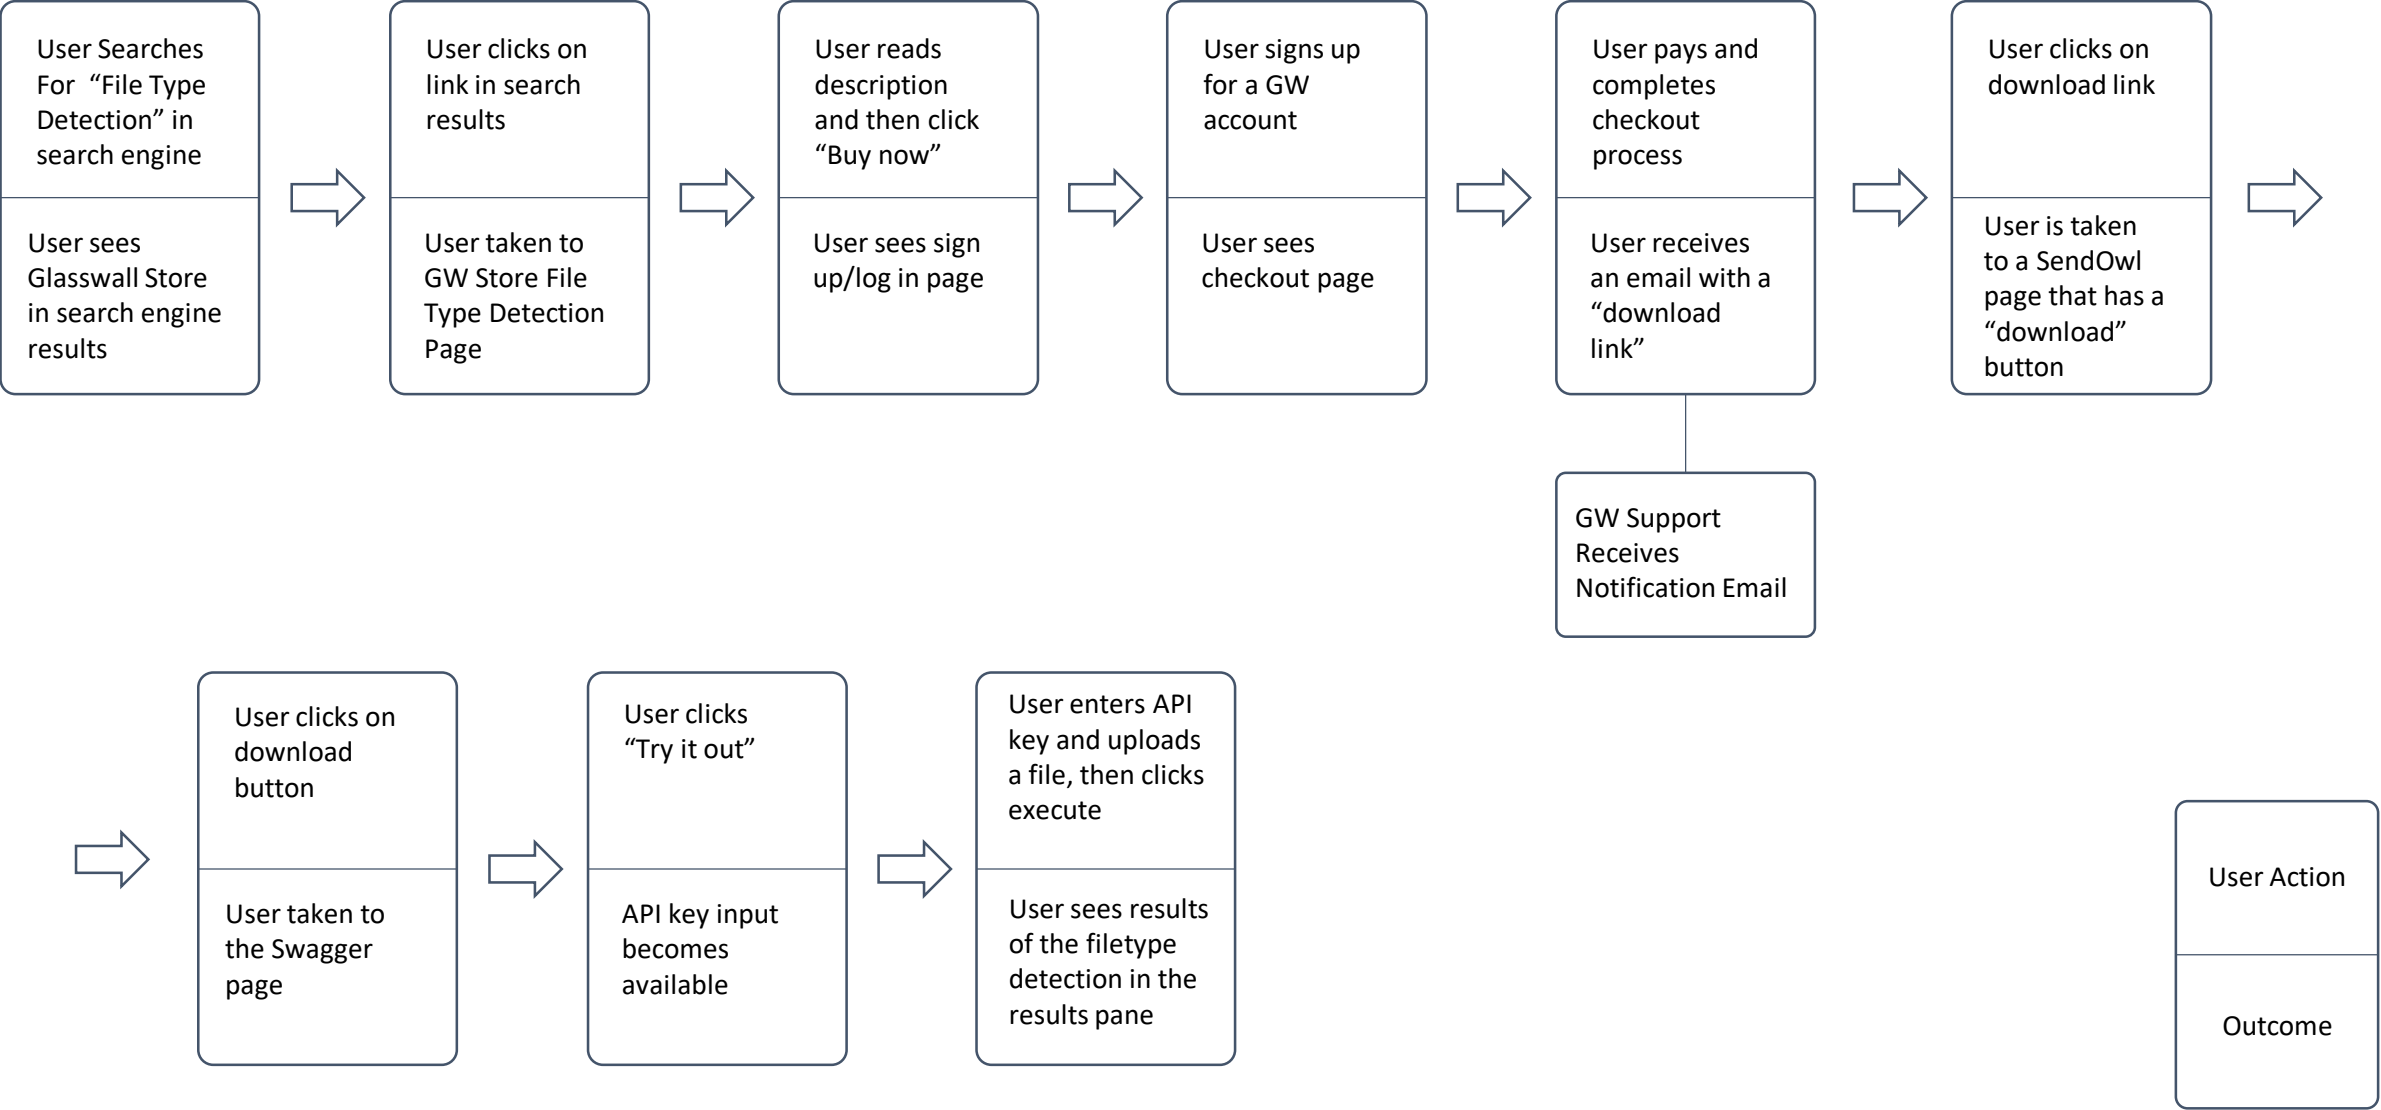 User Searches
For “File Type
Detection” in
search engine
User sees
Glasswall Store
in search engine
results
User clicks on
link in search
results
User taken to
GW Store File
Type Detection
Page
User reads
description
and then click
“Buy now”
User sees sign
up/log in page
User signs up
for a GW
account
User sees
checkout page
User pays and
completes
checkout
process
User receives
an email with a
“download
link”
GW Support
Receives
Notification Email
User clicks on
download link
User is taken
to a SendOwl
page that has a
“download”
button
User clicks on
download
button
User taken to
the Swagger
page
User clicks
“Try it out”
API key input
becomes
available
User enters API
key and uploads
a file, then clicks
execute
User sees results
of the filetype
detection in the
results pane
User Action
Outcome